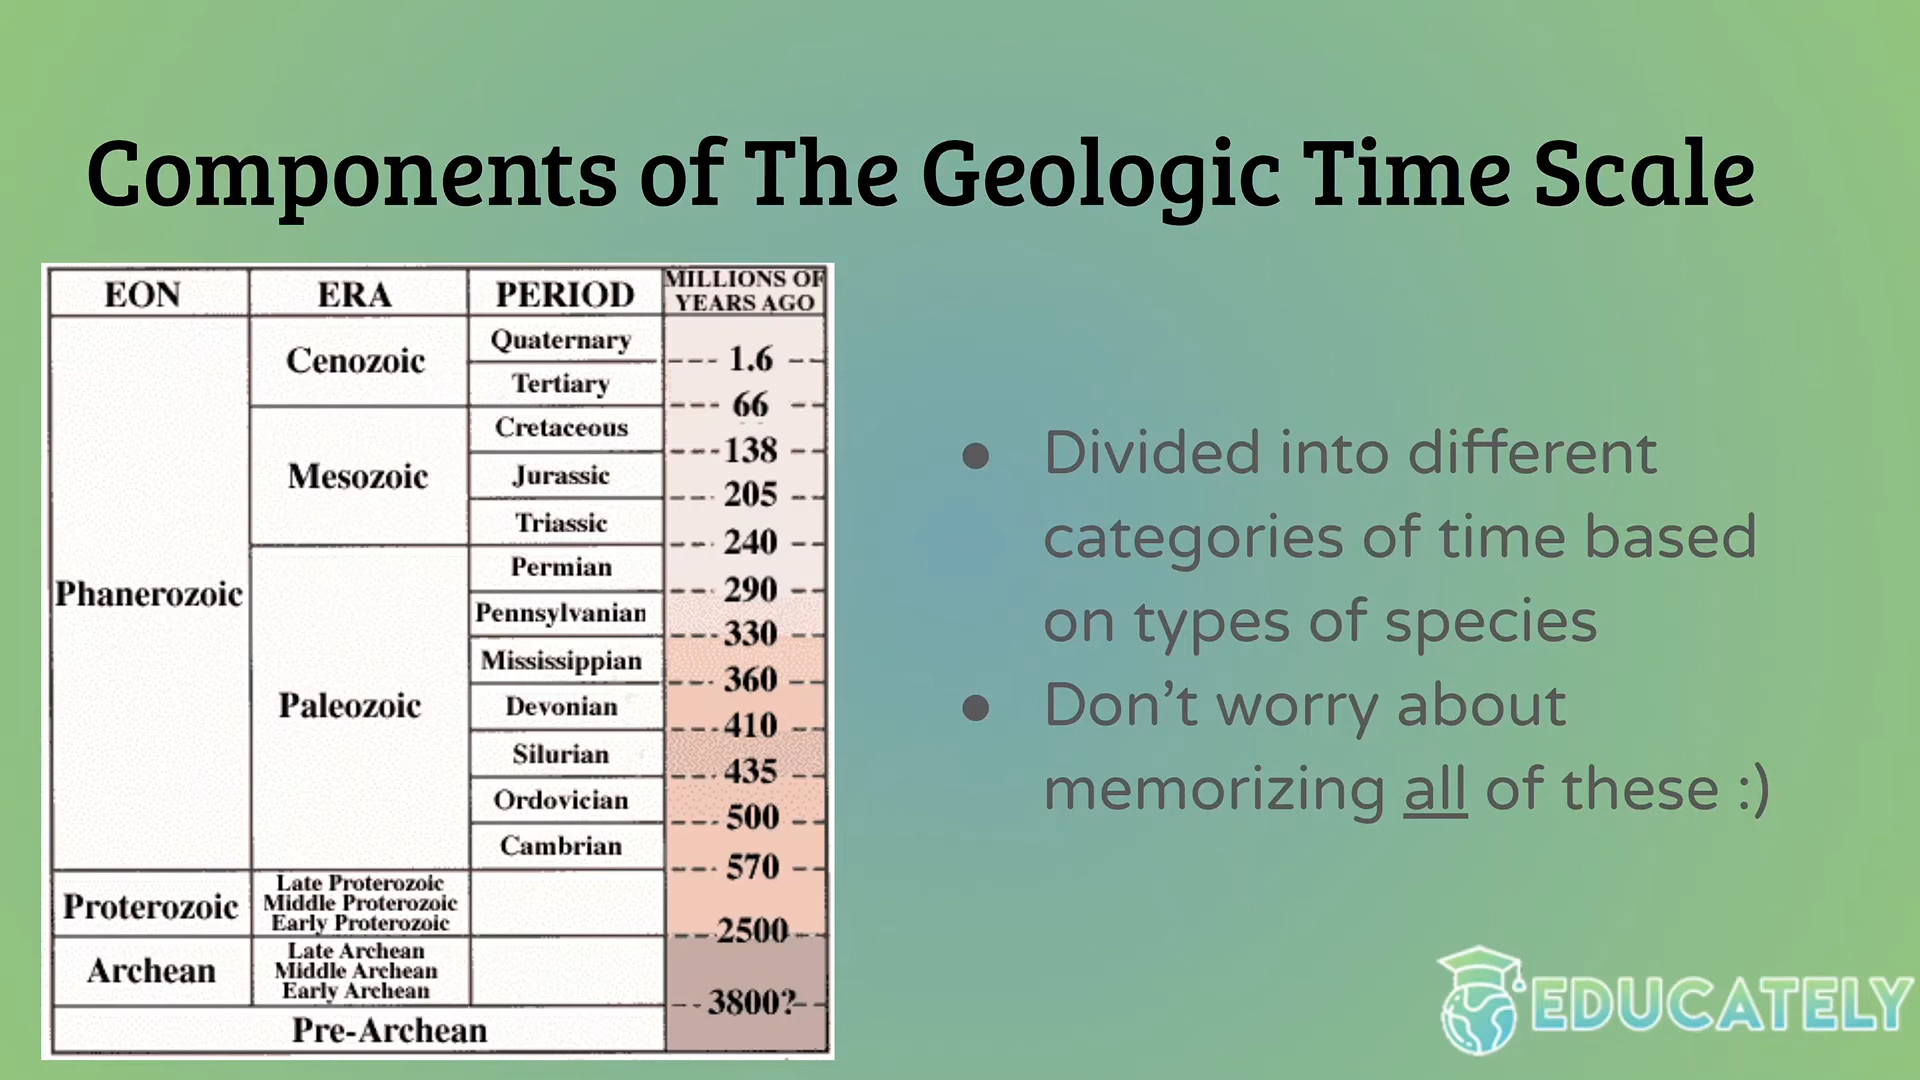 Components of The Geologic Time Scale
EON ERA PERIOD MILLIONS OF YEARS AGO
Phanerozoic
Cenozoic
Quaternary
1.6
Tertiary
66
Mesozoic
Cretaceous
138
Jurassic
205
Triassic
240
Paleozoic
Permian
290
Pennsylvanian
330
Mississippian
360
Devonian
410
Silurian
435
Ordovician
500
Cambrian
570
Proterozoic
Late Proterozoic
Middle Proterozoic
Early Proterozoic
2500
Archean
Late Archean
Middle Archean
Early Archean
3800?
Pre-Archean
● Divided into different
categories of time based
on types of species
● Don’t worry about
memorizing all of these :)
EDUCATELY